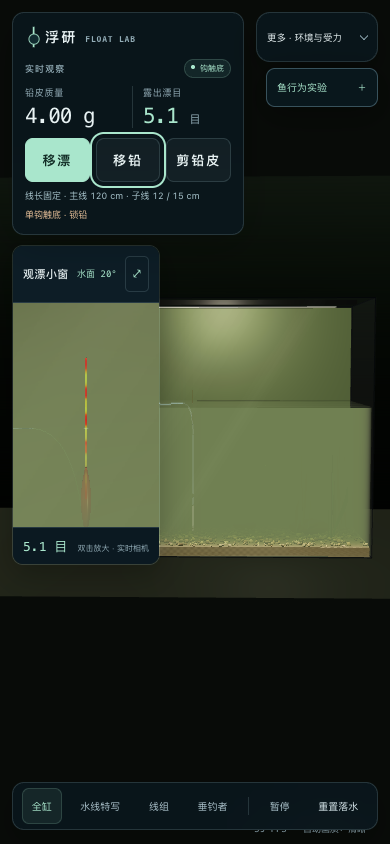 浮研 FLOAT LAB
更多 · 环境与受力
实时观察
钩触底
鱼行为实验 +
铅皮质量
露出漂目
4.00 g
5.1 目
移漂
移铅
剪铅皮
线长固定 · 主线 120 cm · 子线 12 / 15 cm
单钩触底 · 锁铅
观漂小窗 水面 20°
5.1 目 双击放大 · 实时相机
全缸
水线特写
线组
垂钓者
暂停
重置落水